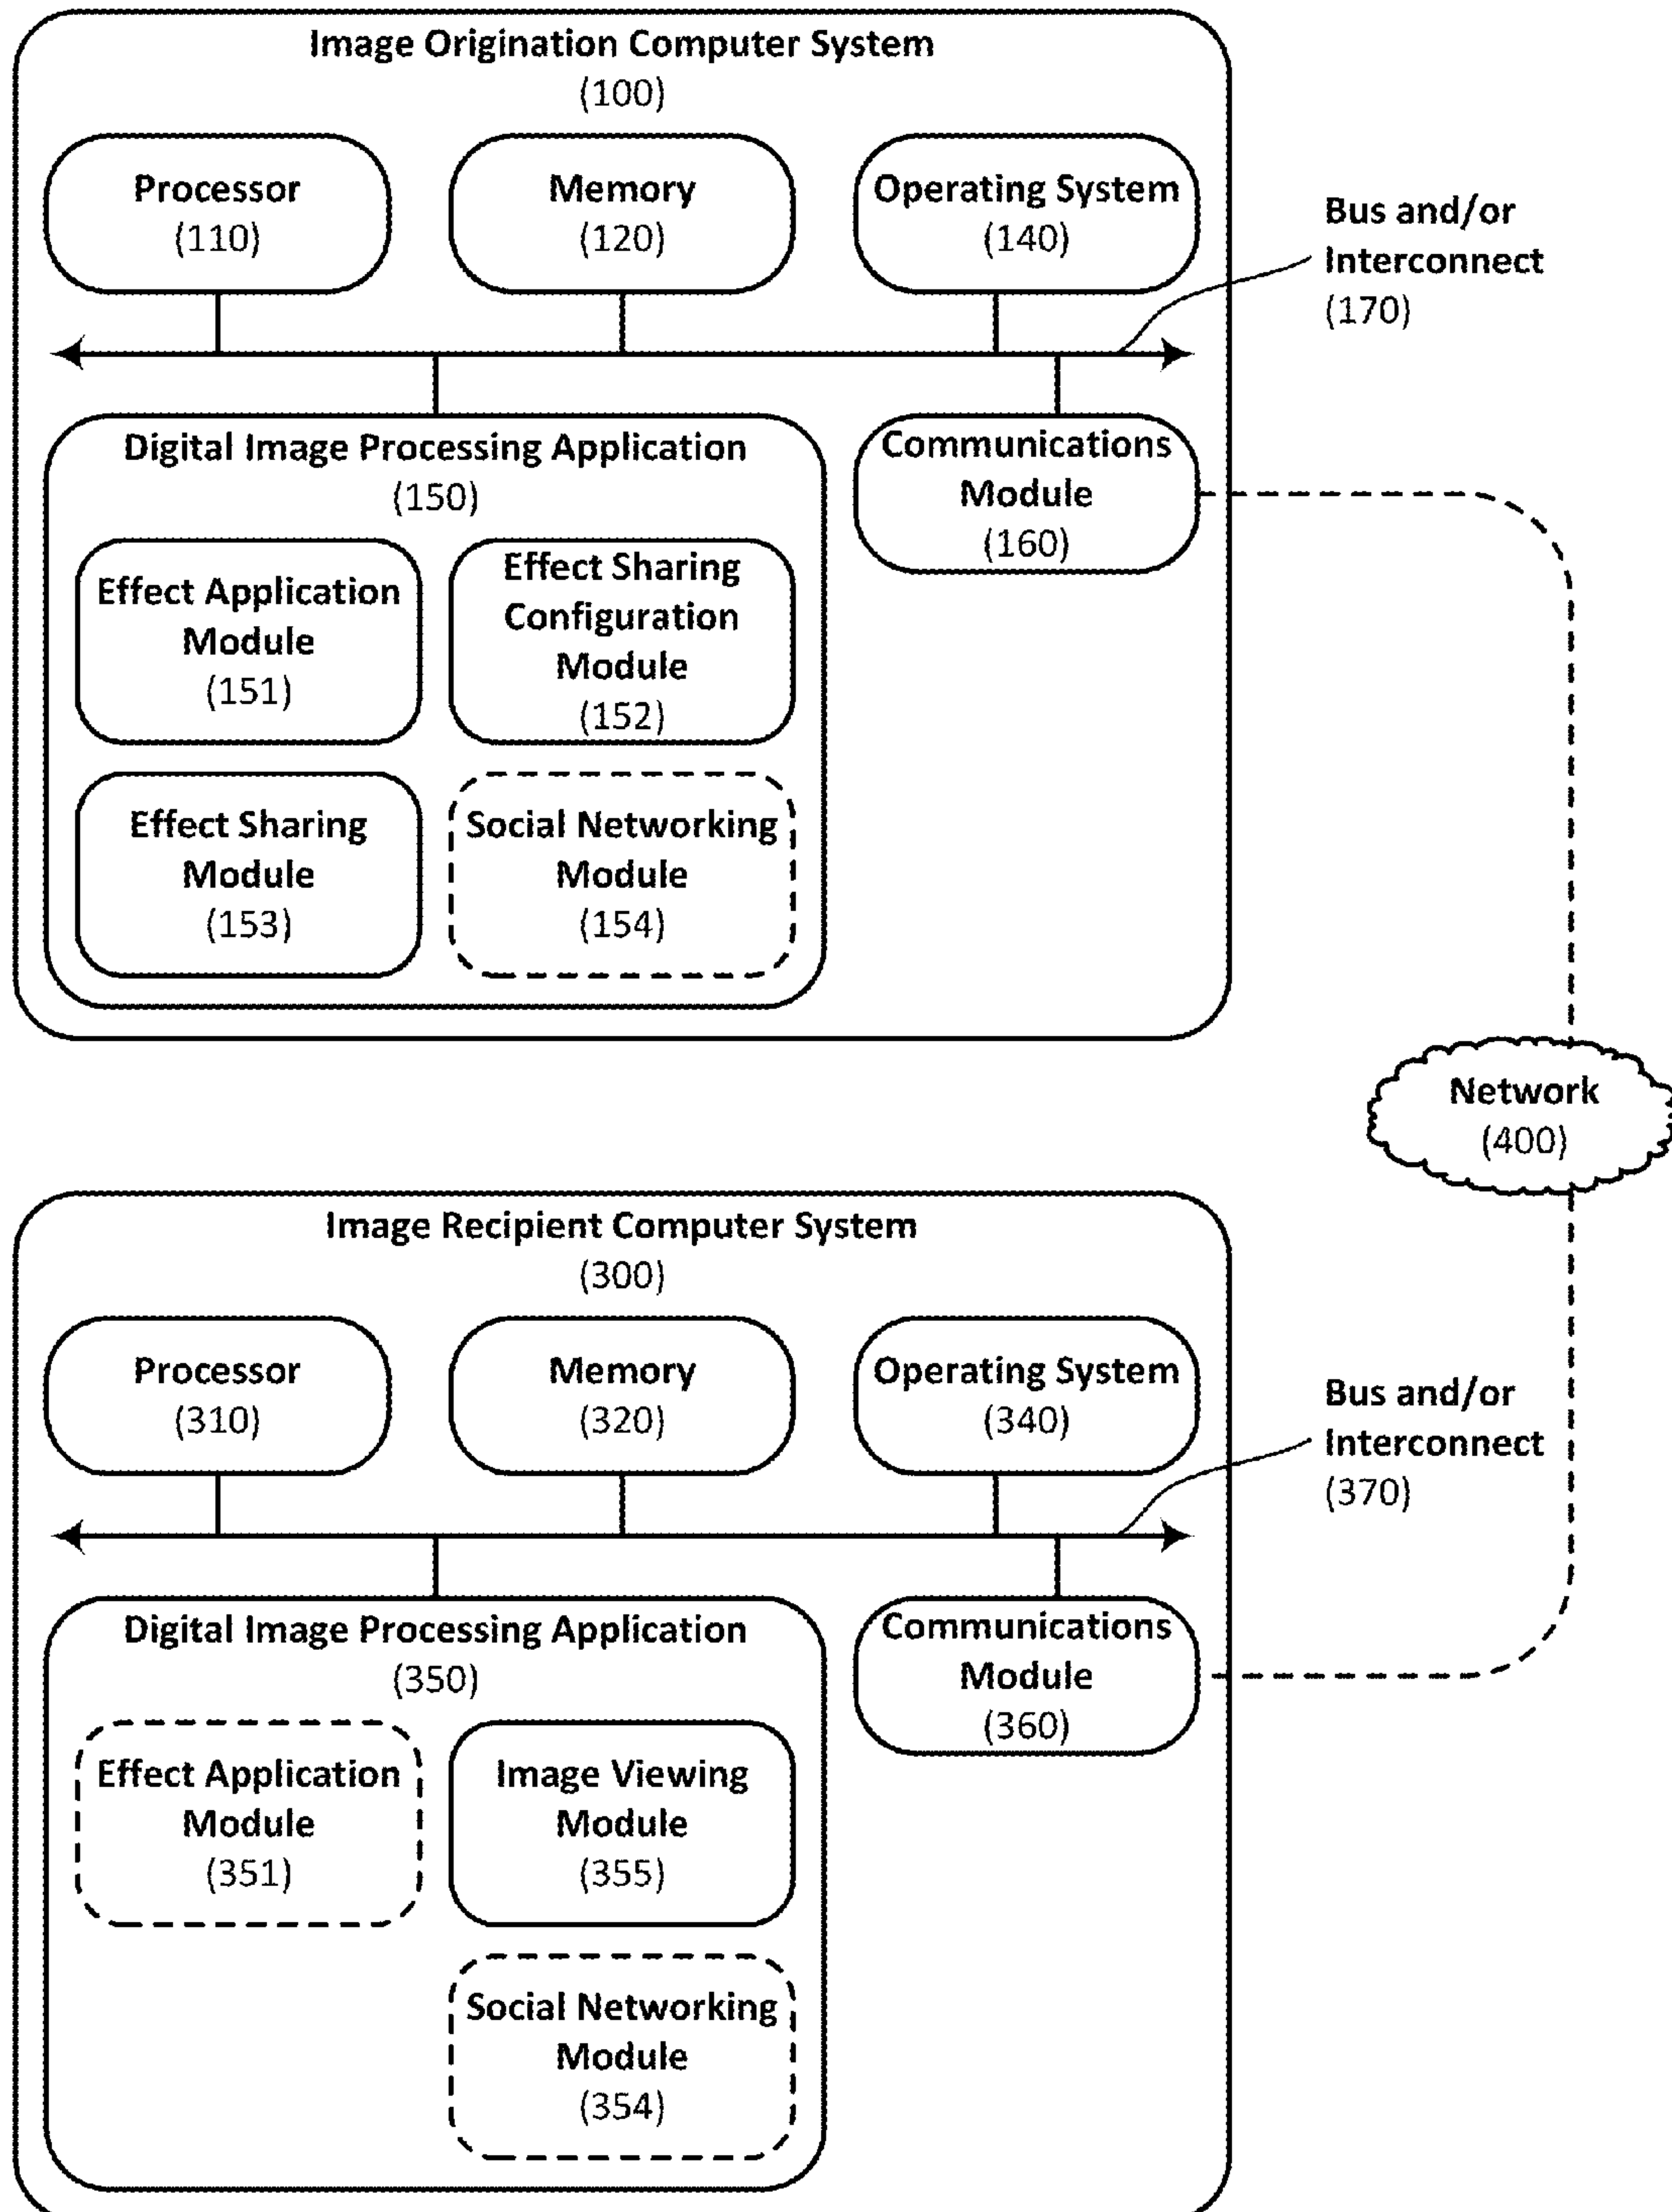 Image Origination Computer System
(100)
Processor
(110)
Memory
(120)
Operating System
(140)
Bus and/or
Interconnect
(170)
Digital Image Processing Application
(150)
Communications
Module
(160)
Effect Application
Module
(151)
Effect Sharing
Configuration
Module
(152)
Effect Sharing
Module
(153)
Social Networking
Module
(154)
Network
(400)
Image Recipient Computer System
(300)
Processor
(310)
Memory
(320)
Operating System
(340)
Bus and/or
Interconnect
(370)
Digital Image Processing Application
(350)
Communications
Module
(360)
Effect Application
Module
(351)
Image Viewing
Module
(355)
Social Networking
Module
(354)